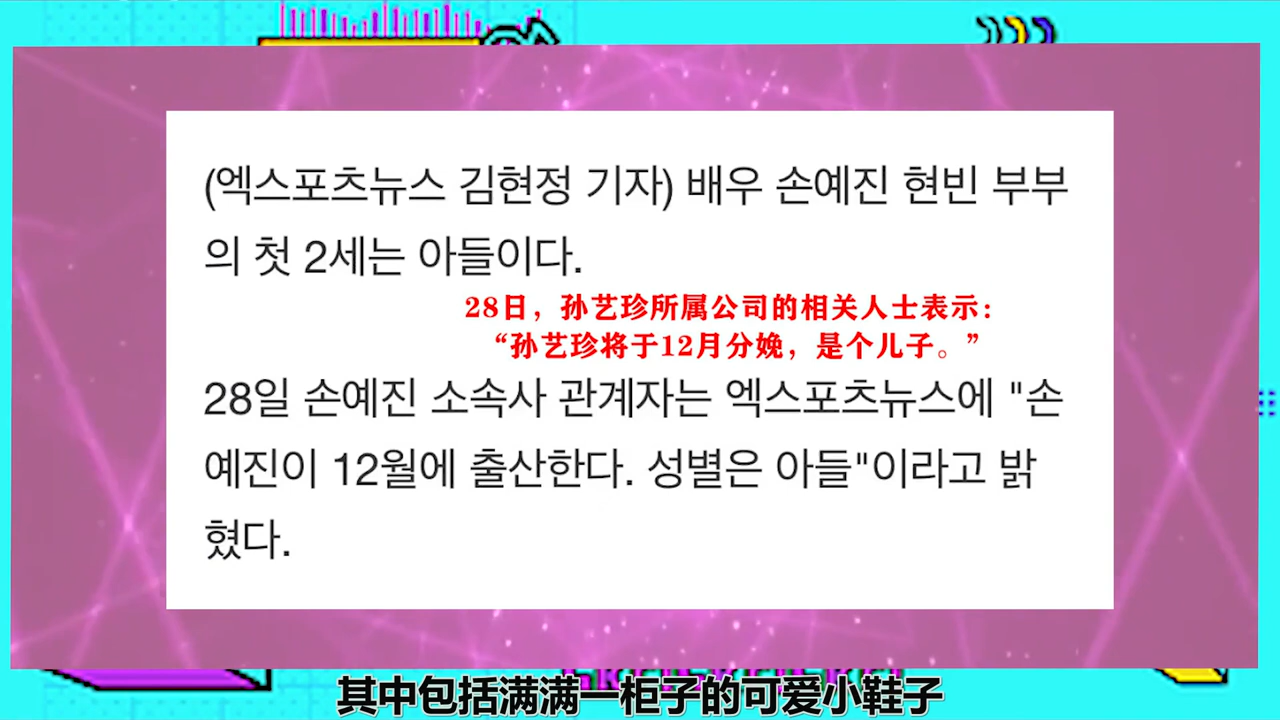 (엑스포츠뉴스 김현정 기자) 배우 손예진 현빈 부부
의 첫 2세는 아들이다.
28日，孙艺珍所属公司的相关人士表示：
“孙艺珍将于12月分娩，是个儿子。”
28일 손예진 소속사 관계자는 엑스포츠뉴스에 "손
예진이 12월에 출산한다. 성별은 아들"이라고 밝
혔다.
其中包括满满一柜子的可爱小鞋子